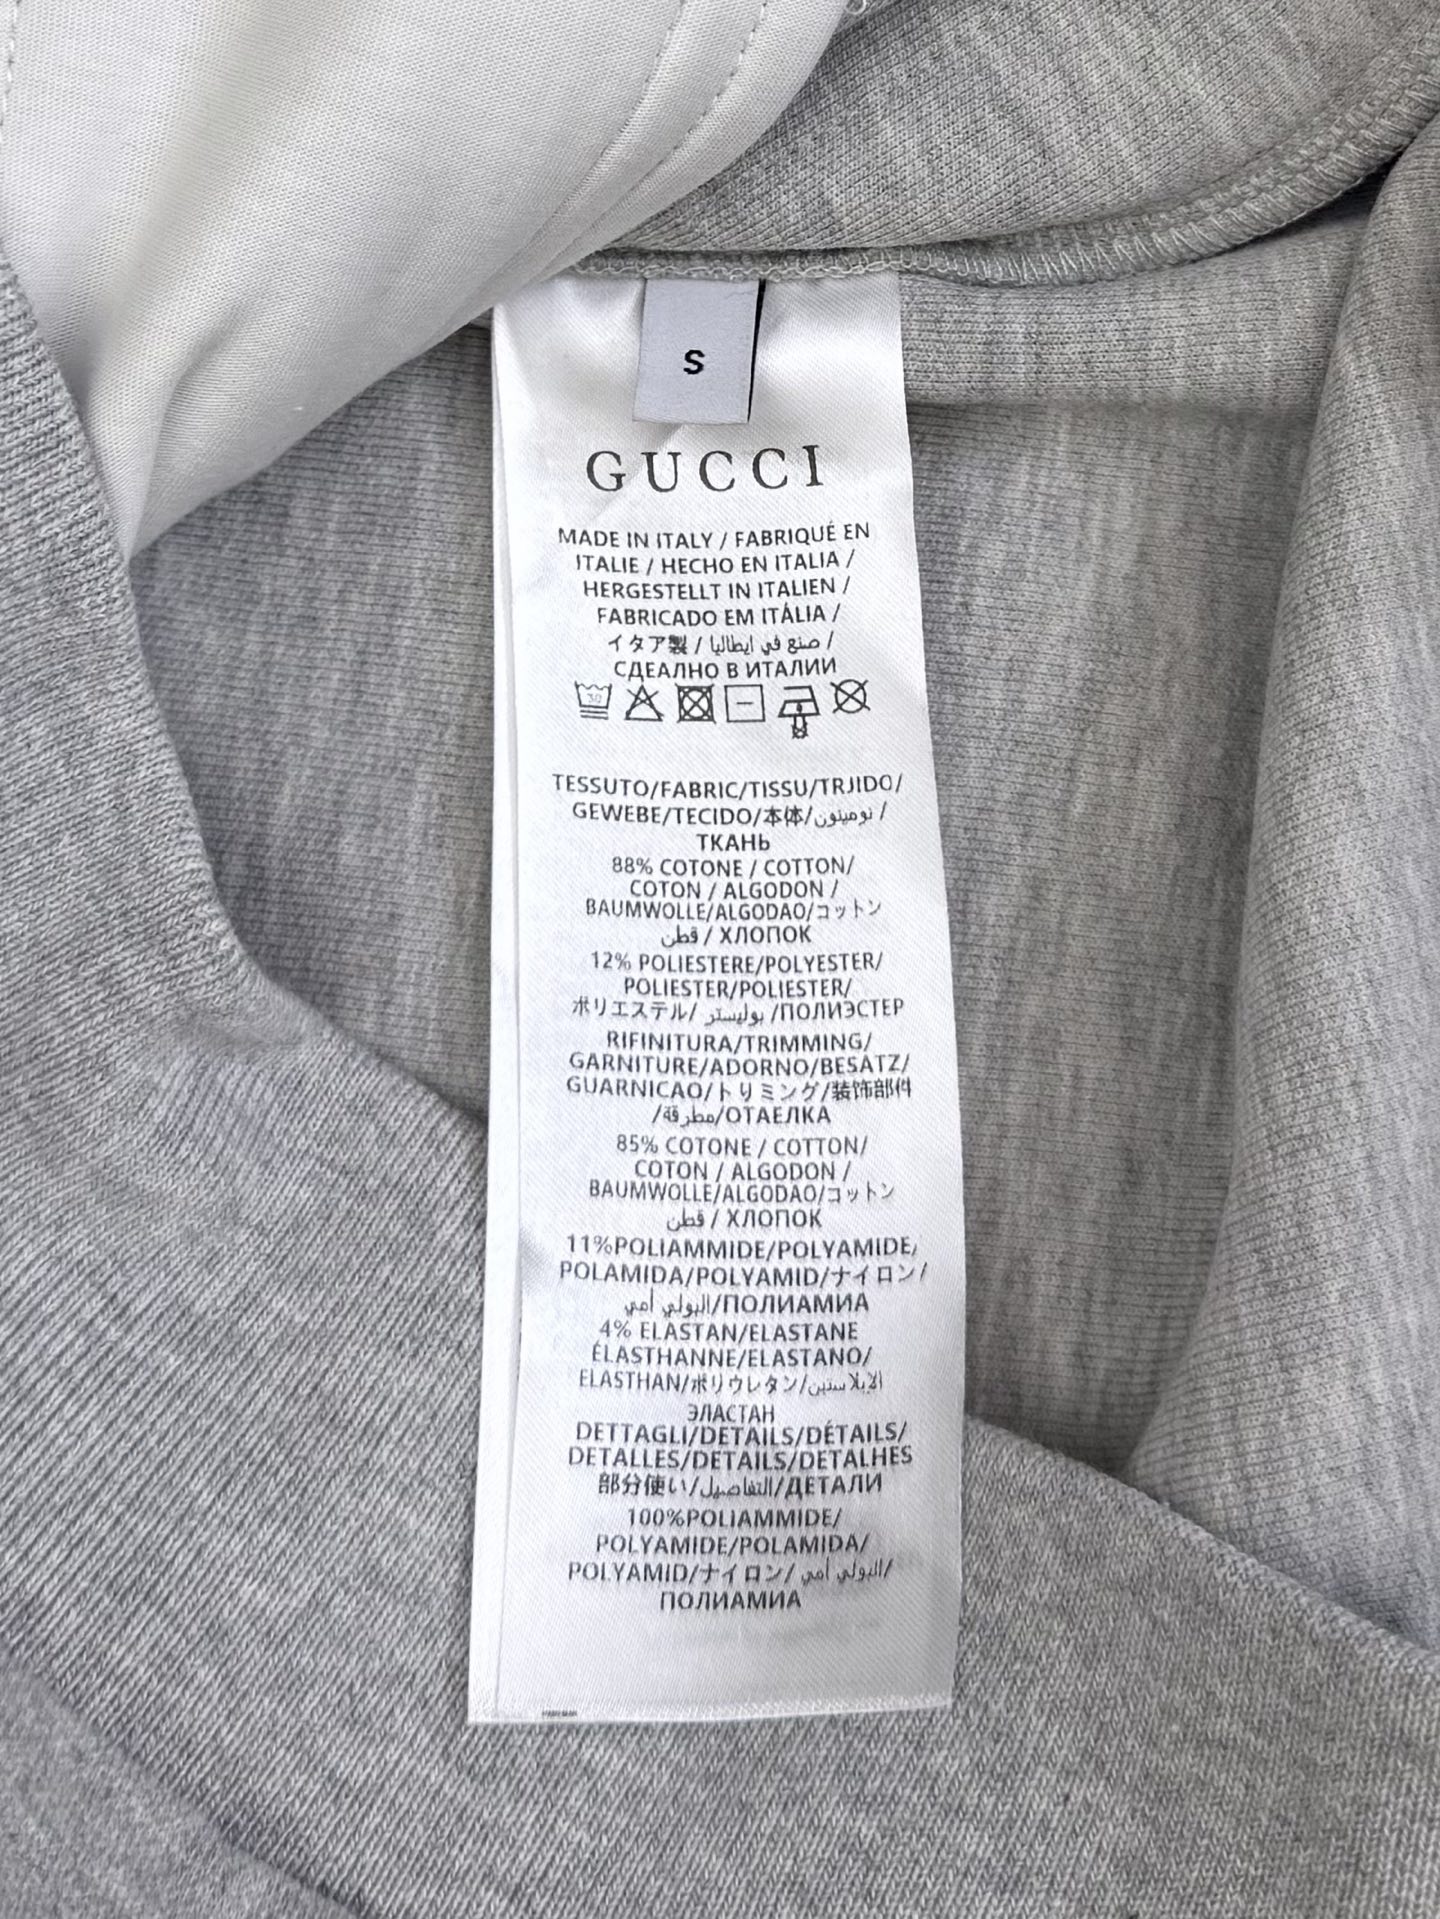 S
GUCCI
MADE IN ITALY / FABRIQUÉ EN
ITALIE / HECHO EN ITALIA /
HERGESTELLT IN ITALIEN /
FABRICADO EM ITÁLIA /
イタア製 / صنع في ايطاليا /
СДЕАЛНО В ИТАЛИИ
30
TESSUTO/FABRIC/TISSU/TRJIDO/
GEWEBE/TECIDO/本体/نومينون /
ТКАНЬ
88% COTONE / COTTON/
COTON / ALGODON /
BAUMWOLLE/ALGODAO/コットン
قطن / ХЛОПОК
12% POLIESTERE/POLYESTER/
POLIESTER/POLIESTER/
ポリエステル/ بوليستر /ПОЛИЭСТЕР
RIFINITURA/TRIMMING/
GARNITURE/ADORNO/BESATZ/
GUARNICAO/トリミング/装饰部件
/مطرقة/ОТАЕЛКА
85% COTONE / COTTON/
COTON / ALGODON /
BAUMWOLLE/ALGODAO/コットン
قطن / ХЛОПОК
11%POLIAMMIDE/POLYAMIDE,
POLAMIDA/POLYAMID/ナイロン/
البولي أمي/ПОЛИАМИА
4% ELASTAN/ELASTANE
ÉLASTHANNE/ELASTANO/
ELASTHAN/ポリウレタン/الإيلاستين
ЭЛАСТАН
DETTAGLI/DETAILS/DÉTAILS/
DETALLES/DETAILS/DETALHES
部分使い/التفاصيل/ДЕТАЛИ
100%POLIAMMIDE/
POLYAMIDE/POLAMIDA/
POLYAMID/ナイロン/ البولي أمي/
ПОЛИАМИА